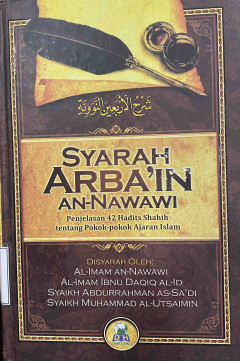 شرح الأربعين النووية
SYARAH
ARBA'IN
AN-NAWAWI
Penjelasan 42 Hadits Shahih
tentang Pokok-pokok Ajaran Islam
DISYARAH OLEH:
AL-IMAM AN-NAWAWI
AL-IMAM IBNU DAQIQ AL-ID
SYAIKH ABDURRAHMAN AS-SA'DI
SYAIKH MUHAMMAD AL-UTSAIMIN